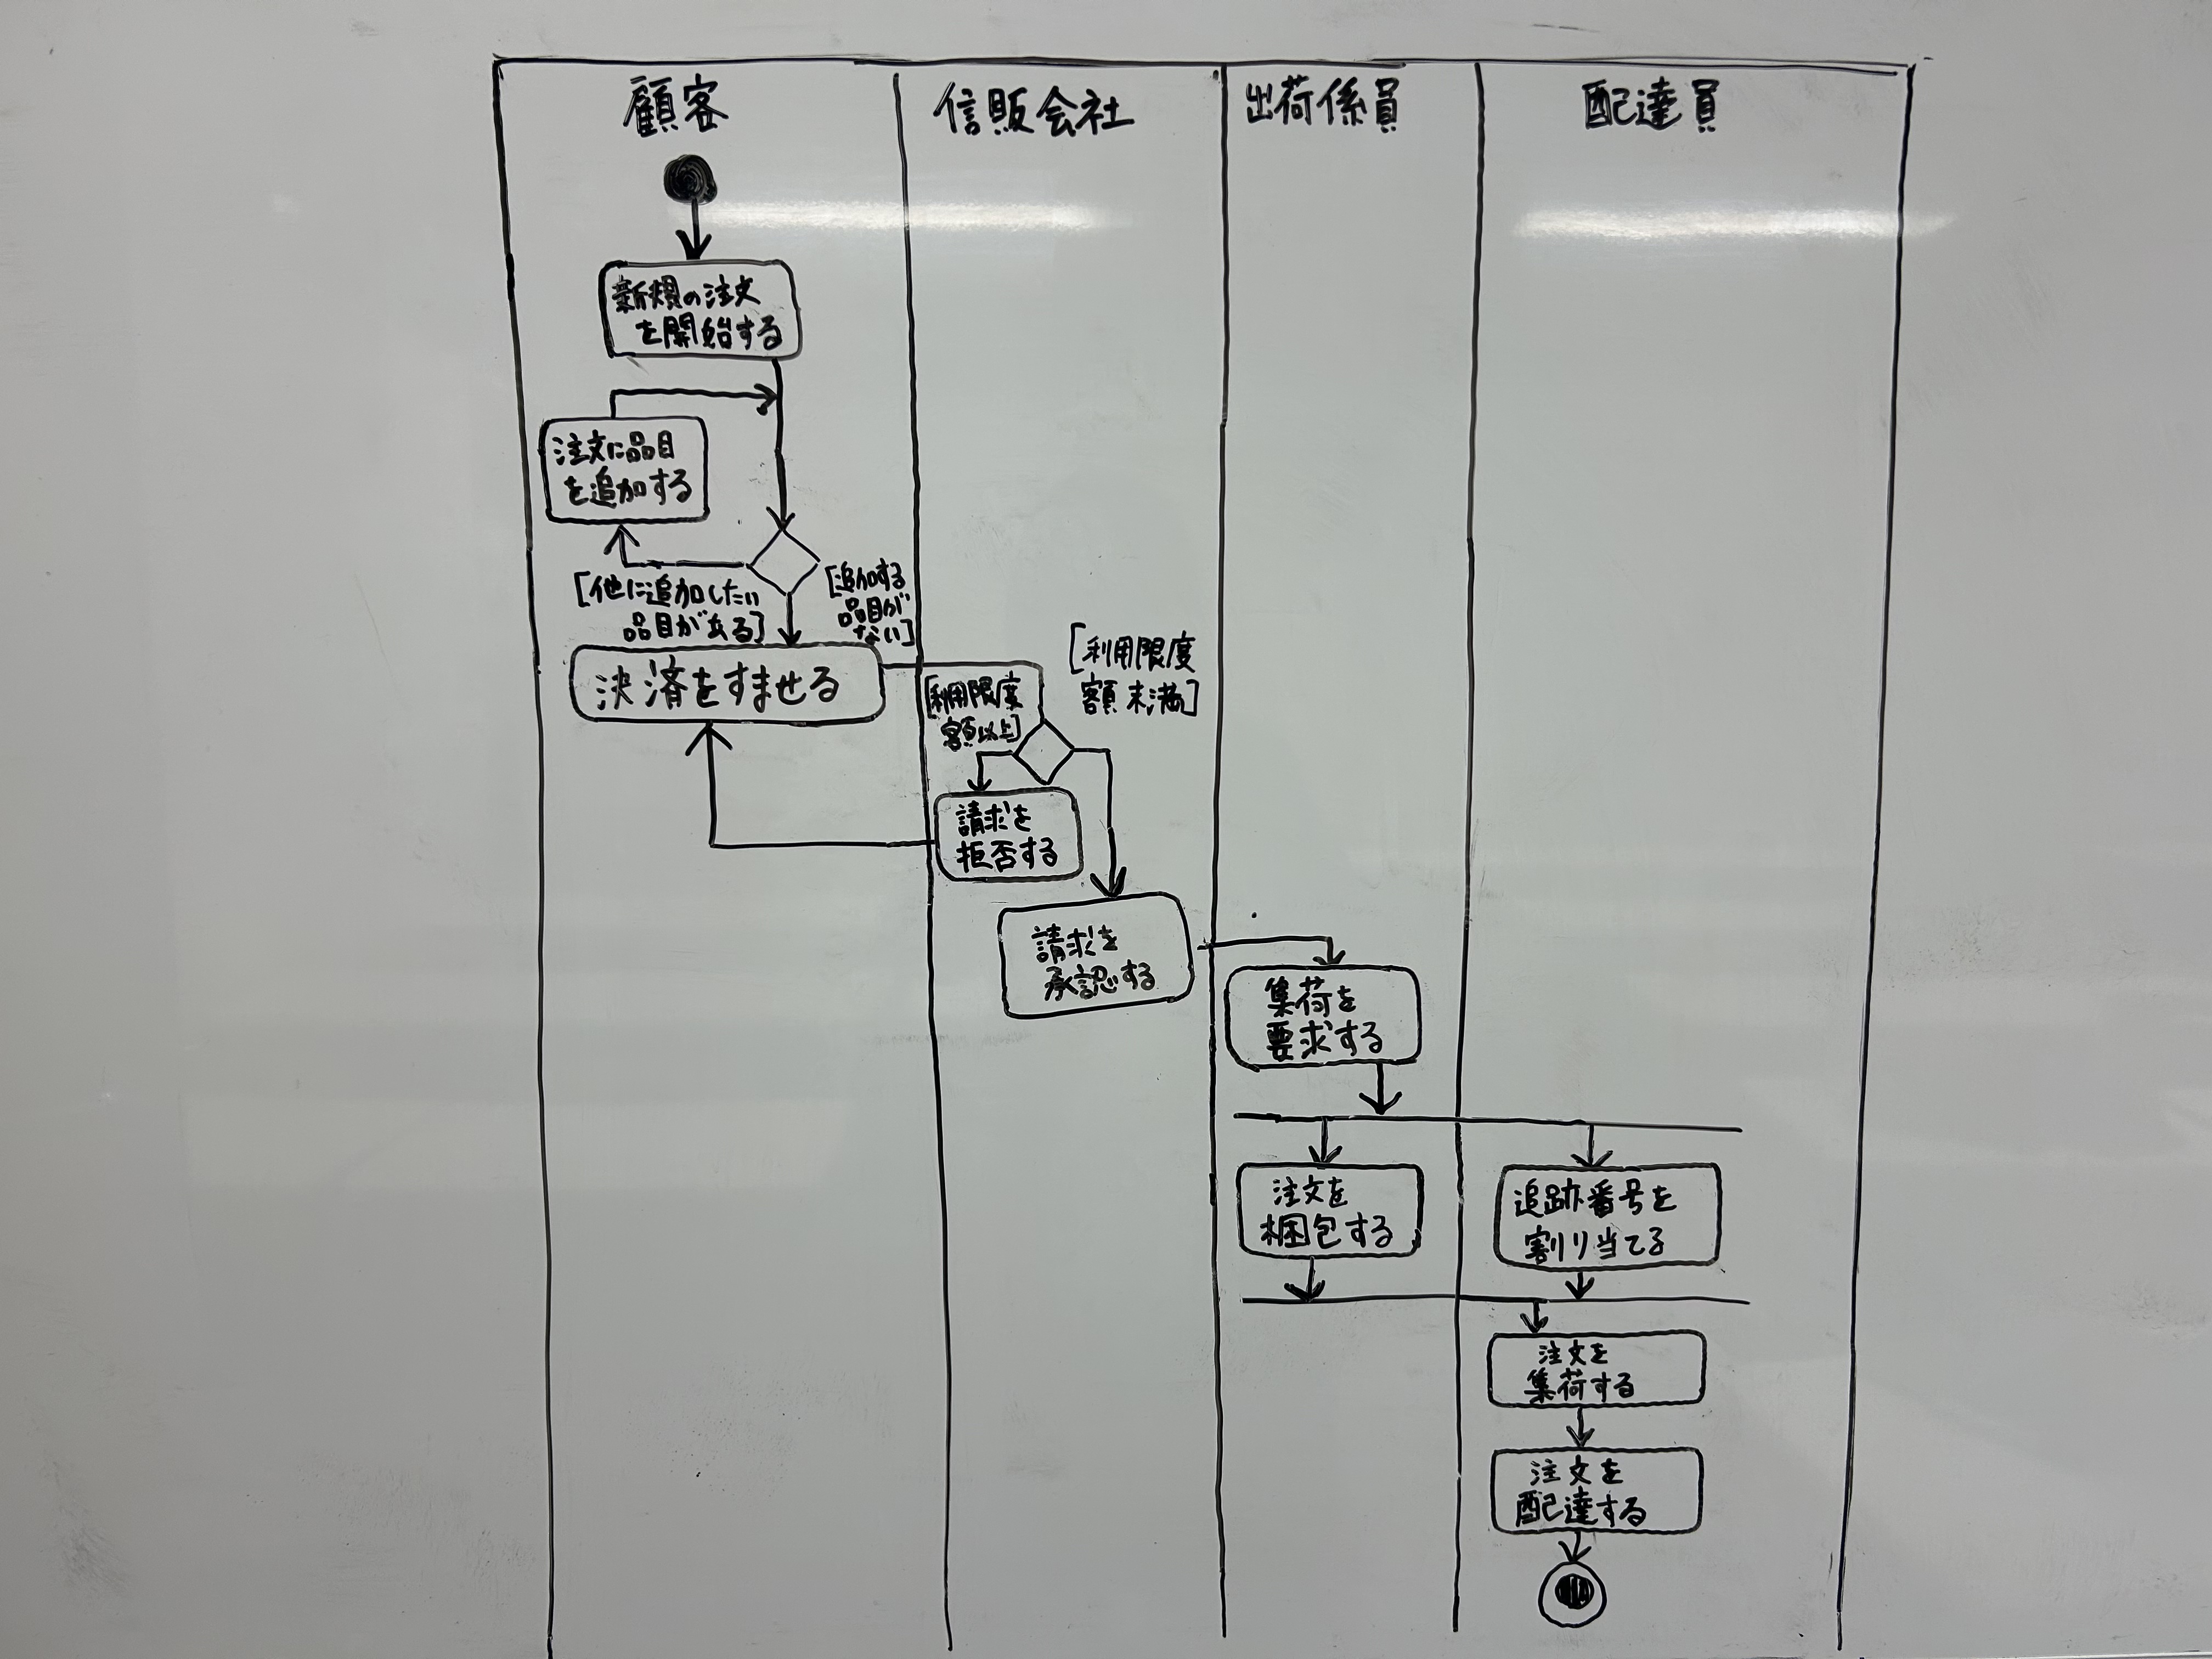 顧客
信販会社
出荷係員
配達員
新規の注文
を開始する
注文に品目
を追加する
[他に追加したい
品目がある]
[追加する
品目が
ない]
決済をすませる
[利用限度
額以上]
[利用限度
額未満]
請求を
拒否する
請求を
承認する
集荷を
要求する
注文を
梱包する
追跡番号を
割り当てる
注文を
集荷する
注文を
配達する